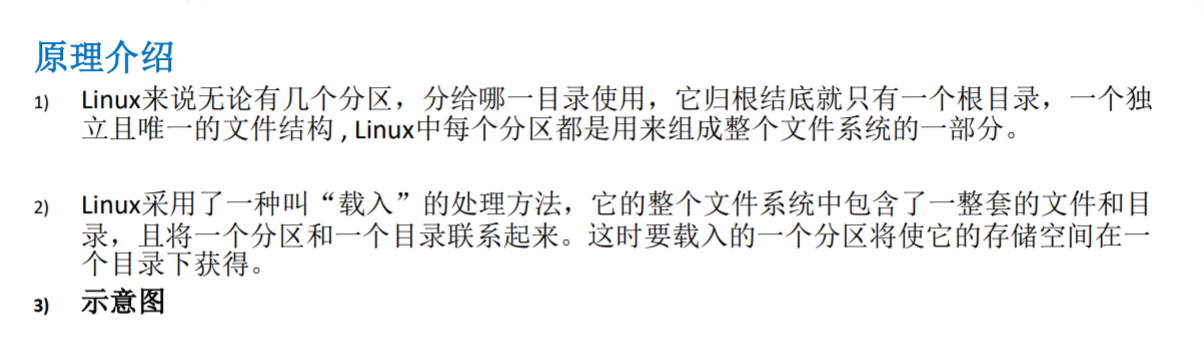 原理介绍
1) Linux来说无论有几个分区，分给哪一目录使用，它归根结底就只有一个根目录，一个独
立且唯一的文件结构 , Linux中每个分区都是用来组成整个文件系统的一部分。
2) Linux采用了一种叫“载入”的处理方法，它的整个文件系统中包含了一整套的文件和目
录，且将一个分区和一个目录联系起来。这时要载入的一个分区将使它的存储空间在一
个目录下获得。
3) 示意图